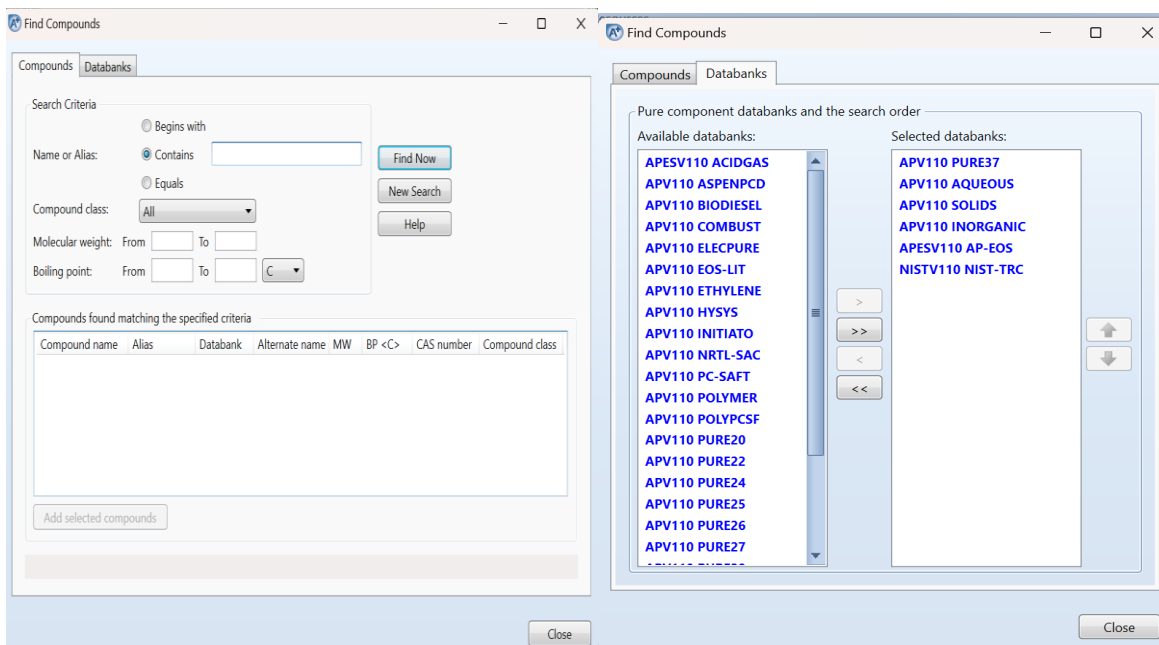 Find Compounds
Compounds Databanks
Search Criteria
Begins with
Name or Alias: Contains Find Now
Equals New Search
Compound class: All Help
Molecular weight: From To
Boiling point: From To C
Compounds found matching the specified criteria
Compound name Alias Databank Alternate name MW BP <C> CAS number Compound class
Add selected compounds
Close
Find Compounds
Compounds Databanks
Pure component databanks and the search order
Available databanks: Selected databanks:
APESV110 ACIDGAS APV110 PURE37
APV110 ASPENPCD APV110 AQUEOUS
APV110 BIODIESEL APV110 SOLIDS
APV110 COMBUST APV110 INORGANIC
APV110 ELECPURE APESV110 AP-EOS
APV110 EOS-LIT NISTV110 NIST-TRC
APV110 ETHYLENE
APV110 HYSYS >
APV110 INITIATO >>
APV110 NRTL-SAC <
APV110 PC-SAFT <<
APV110 POLYMER
APV110 POLYPCSF
APV110 PURE20
APV110 PURE22
APV110 PURE24
APV110 PURE25
APV110 PURE26
APV110 PURE27
Close